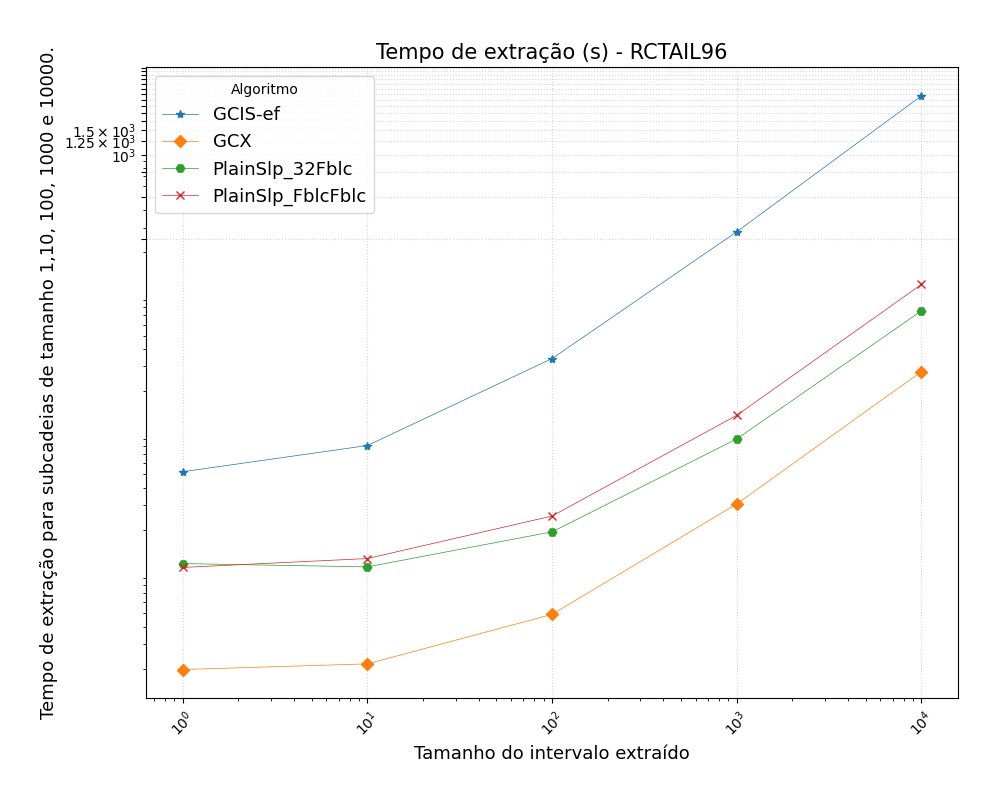 Tempo de extração (s) - RCTAIL96
Tempo de extração para subcadeias de tamanho 1,10, 100, 1000 e 10000.
1.5 × 10³
1.25 × 10³
10³
Algoritmo
GCIS-ef
GCX
PlainSlp_32Fblc
PlainSlp_FblcFblc
10⁰
10¹
10²
10³
10⁴
Tamanho do intervalo extraído